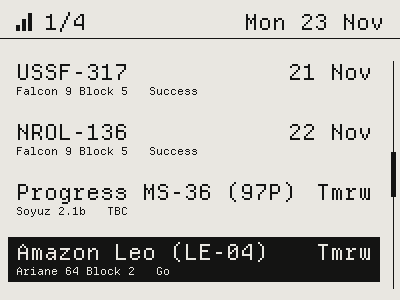 1/4 Mon 23 Nov
USSF-317 21 Nov
Falcon 9 Block 5 Success
NROL-136 22 Nov
Falcon 9 Block 5 Success
Progress MS-36 (97P) Tmrw
Soyuz 2.1b TBC
Amazon Leo (LE-04) Tmrw
Ariane 64 Block 2 Go